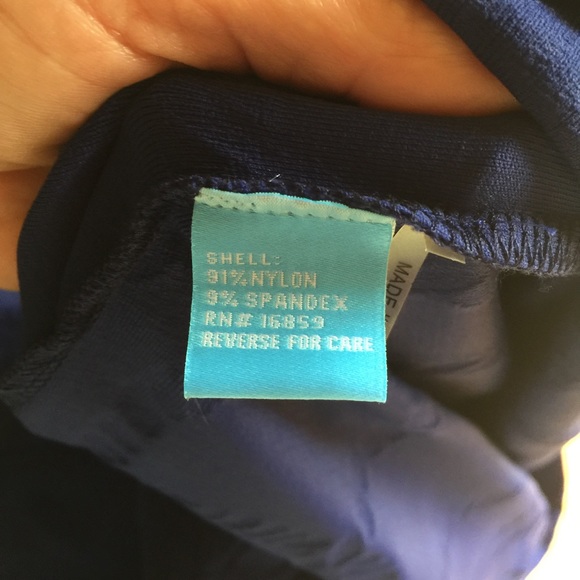 SHELL:
91% NYLON
9% SPANDEX
RN# 16859
REVERSE FOR CARE
MADE